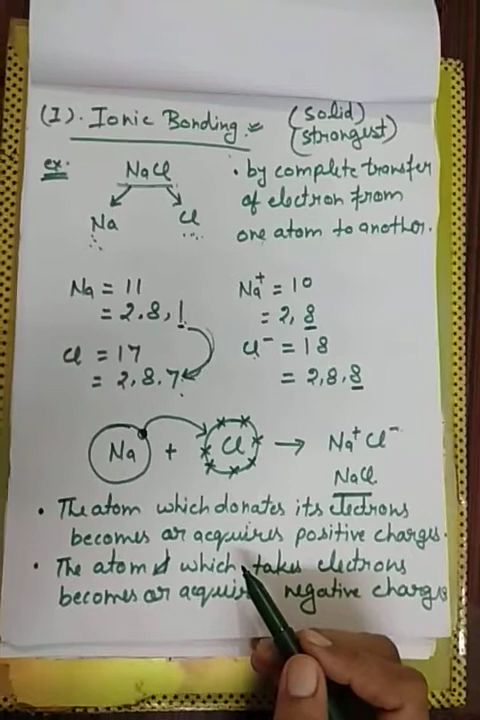 (I). Ionic Bonding :- (solid)
(strongest)
ex. NaCl
Na Cl
• by complete transfer
of electron from
one atom to another.
Na = 11
= 2,8,1
Cl = 17
= 2,8,7
Na⁺ = 10
= 2, 8
Cl⁻ = 18
= 2,8,8
Na + Cl → Na⁺Cl⁻
NaCl
• The atom which donates its electrons
becomes or acquires positive charges.
• The atom which takes electrons
becomes or negative charges